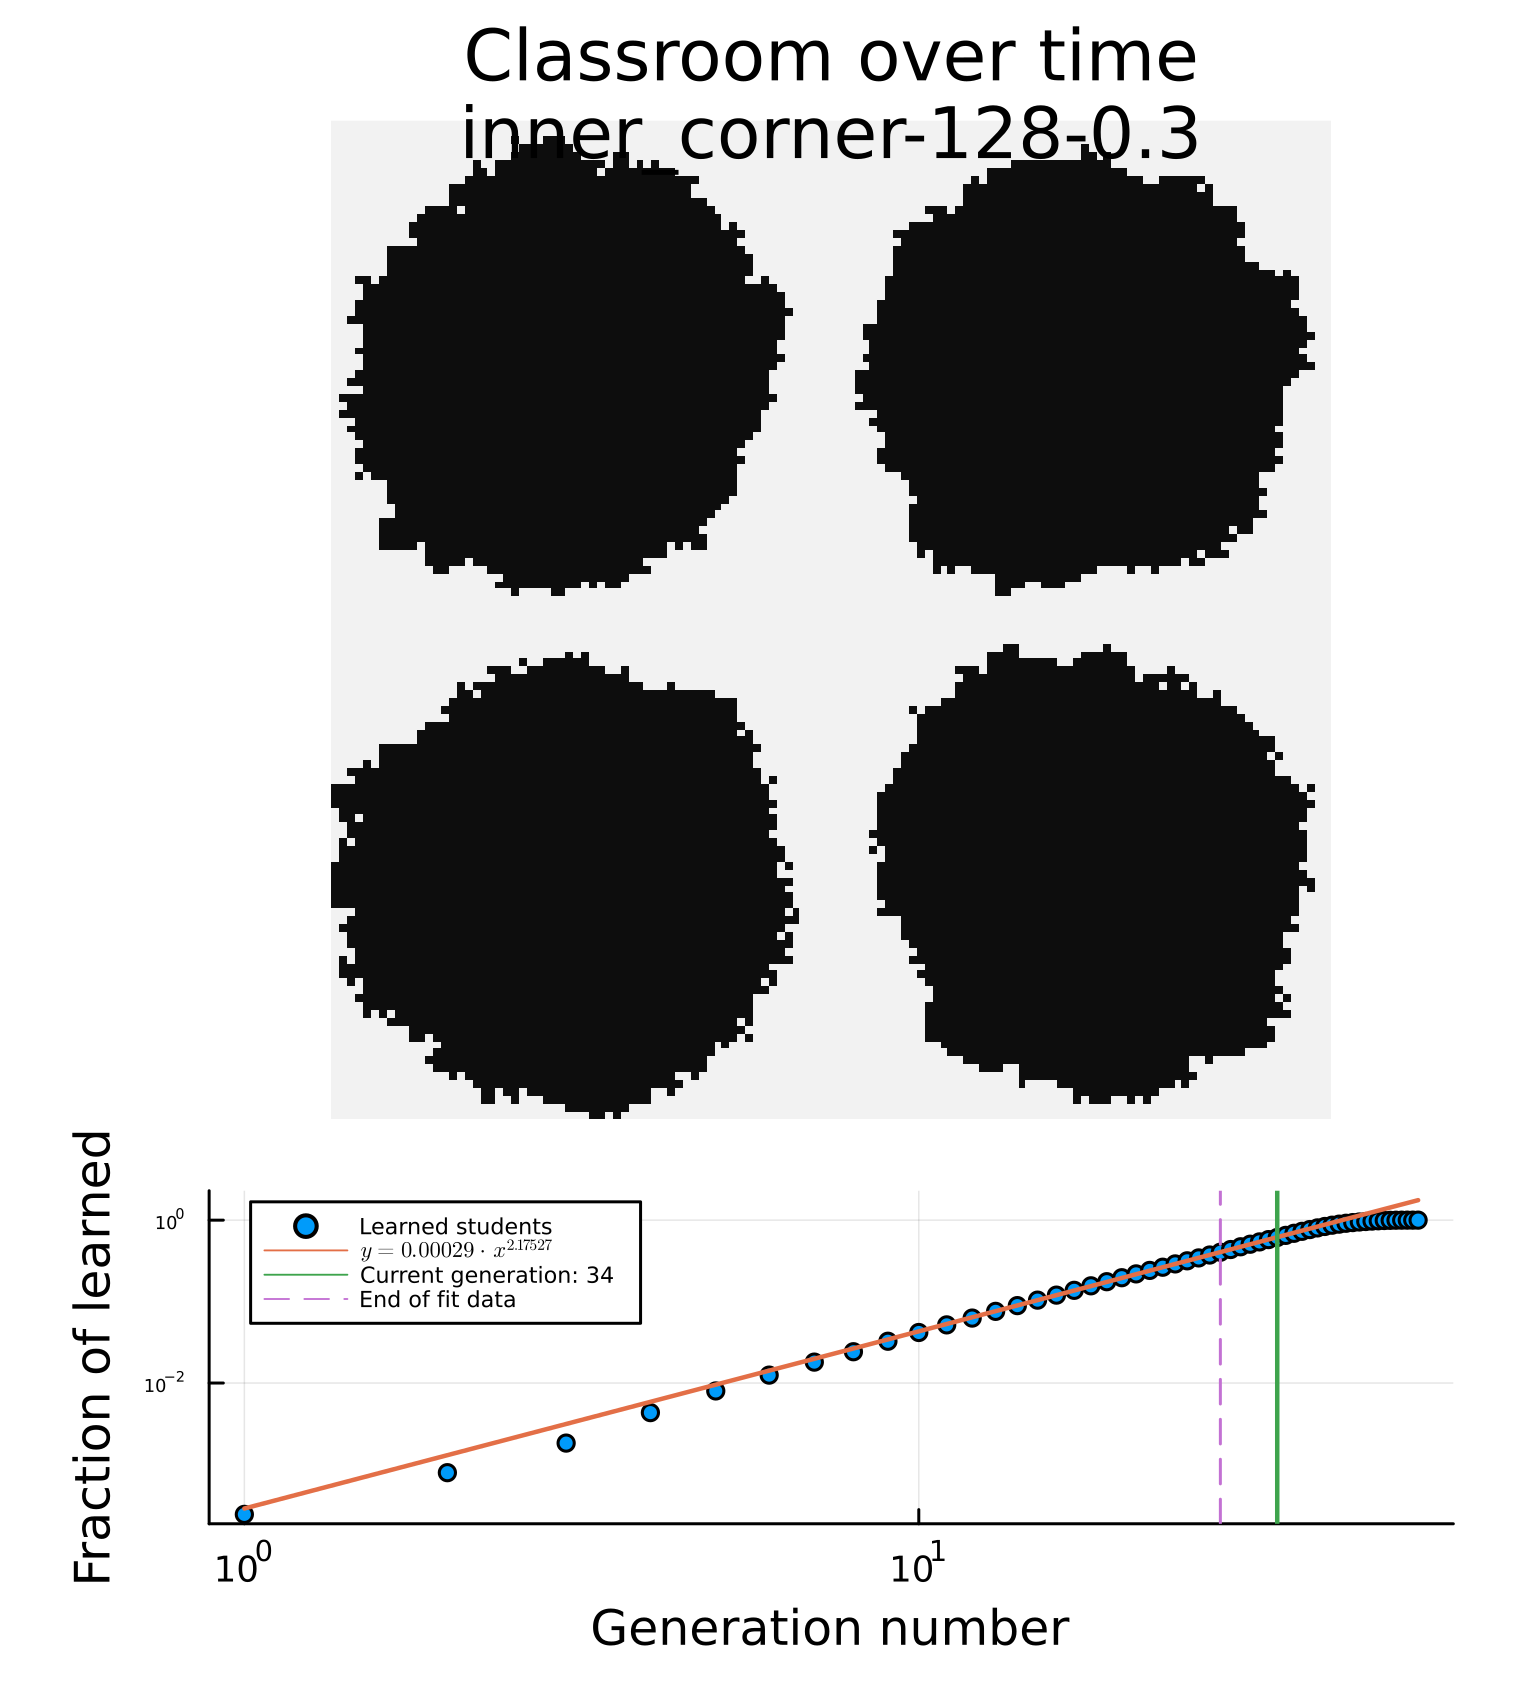 Classroom over time
inner_corner-128-0.3
Fraction of learned
10^0
10^-2
Learned students
y = 0.00029 · x^2.17527
Current generation: 34
End of fit data
10^0
10^1
Generation number